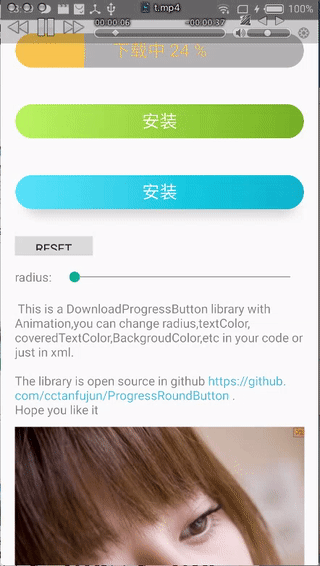 t.mp4
100%
00:00:06
-00:00:37
下载中 24 %
安装
安装
RESET
radius:
This is a DownloadProgressButton library with
Animation,you can change radius,textColor,
coveredTextColor,BackgroudColor,etc in your code or
just in xml.
The library is open source in github https://github.
com/cctanfujun/ProgressRoundButton .
Hope you like it